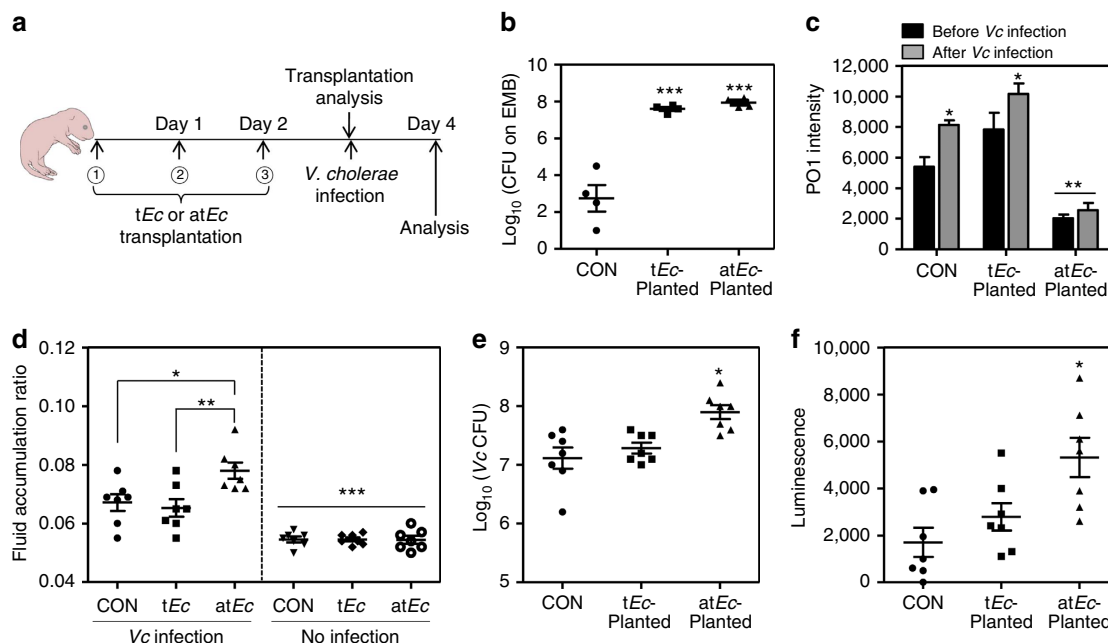 a
Transplantation
analysis
Day 1
Day 2
Day 4
1
2
3
V. cholerae
infection
tEc or atEc
transplantation
Analysis
b
Log10 (CFU on EMB)
10
8
6
4
2
0
***
***
CON
tEc-
Planted
atEc-
Planted
c
Before Vc infection
After Vc infection
PO1 intensity
12,000
10,000
8,000
6,000
4,000
2,000
0
*
*
**
CON
tEc-
Planted
atEc-
Planted
d
Fluid accumulation ratio
0.12
0.10
0.08
0.06
0.04
*
**
***
CON
tEc
atEc
CON
tEc
atEc
Vc infection
No infection
e
Log10 (Vc CFU)
9
8
7
6
5
*
CON
tEc-
Planted
atEc-
Planted
f
Luminescence
10,000
8,000
6,000
4,000
2,000
0
*
CON
tEc-
Planted
atEc-
Planted